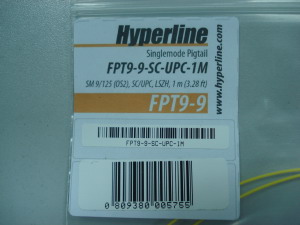 Hyperline
Singlemode Pigtail
FPT9-9-SC-UPC-1M
SM 9/125 (OS2), SC/UPC, LSZH, 1 m (3.28 ft)
FPT9-9
www.hyperline.com
FPT9-9-SC-UPC-1M
0 809380 005755